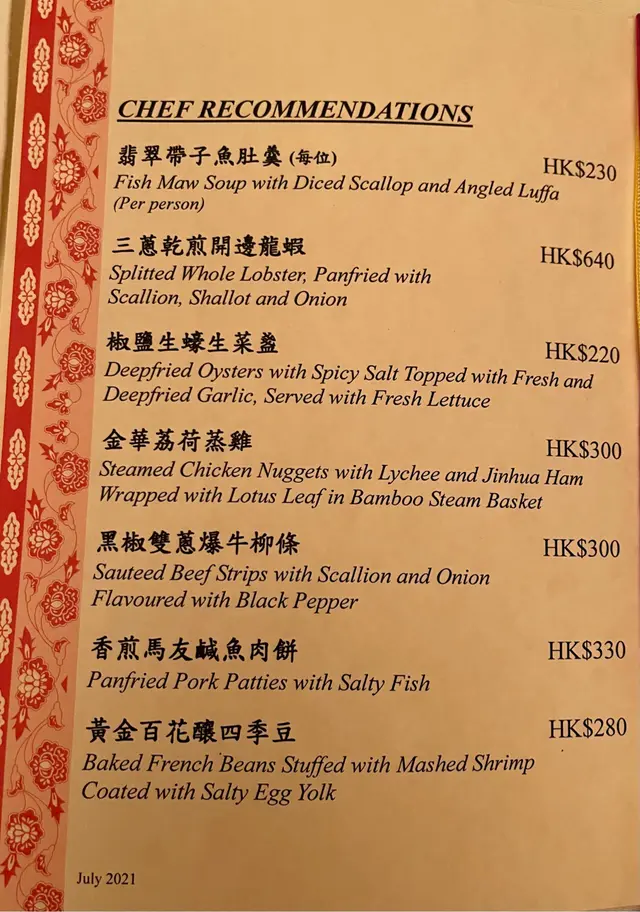 CHEF RECOMMENDATIONS
翡翠帶子魚肚羹 (每位) HK$230
Fish Maw Soup with Diced Scallop and Angled Luffa
(Per person)
三蔥乾煎開邊龍蝦 HK$640
Splitted Whole Lobster, Panfried with
Scallion, Shallot and Onion
椒鹽生蠔生菜盞 HK$220
Deepfried Oysters with Spicy Salt Topped with Fresh and
Deepfried Garlic, Served with Fresh Lettuce
金華荔荷蒸雞 HK$300
Steamed Chicken Nuggets with Lychee and Jinhua Ham
Wrapped with Lotus Leaf in Bamboo Steam Basket
黑椒雙蔥爆牛柳條 HK$300
Sauteed Beef Strips with Scallion and Onion
Flavoured with Black Pepper
香煎馬友鹹魚肉餅 HK$330
Panfried Pork Patties with Salty Fish
黃金百花釀四季豆 HK$280
Baked French Beans Stuffed with Mashed Shrimp
Coated with Salty Egg Yolk
July 2021